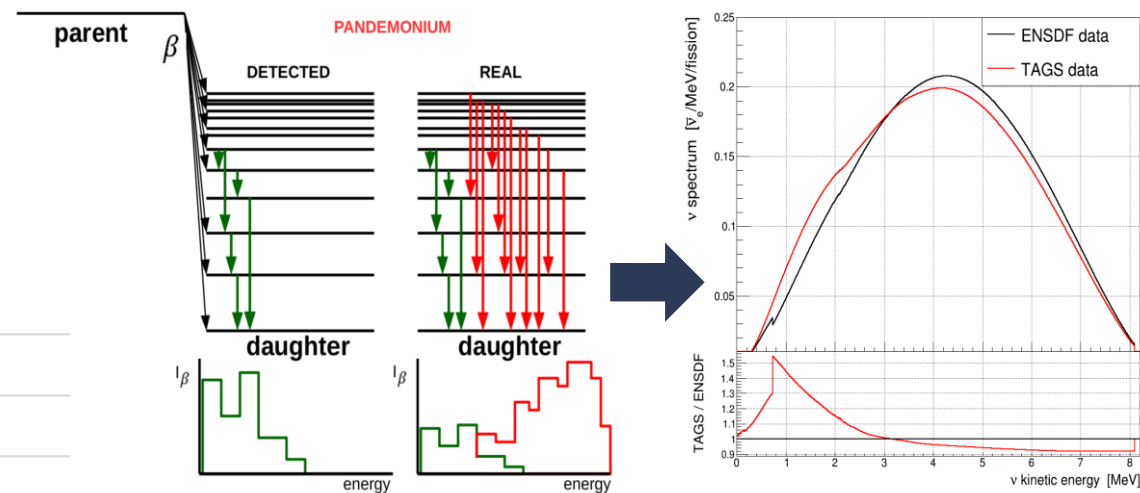 parent
β
PANDEMONIUM
DETECTED
REAL
daughter
daughter
Iβ
energy
Iβ
energy
ENSDF data
TAGS data
ν spectrum [ν̅e/MeV/fission]
0.25
0.2
0.15
0.1
0.05
TAGS / ENSDF
1.5
1.4
1.3
1.2
1.1
1
0.9
0 1 2 3 4 5 6 7 8
ν kinetic energy [MeV]